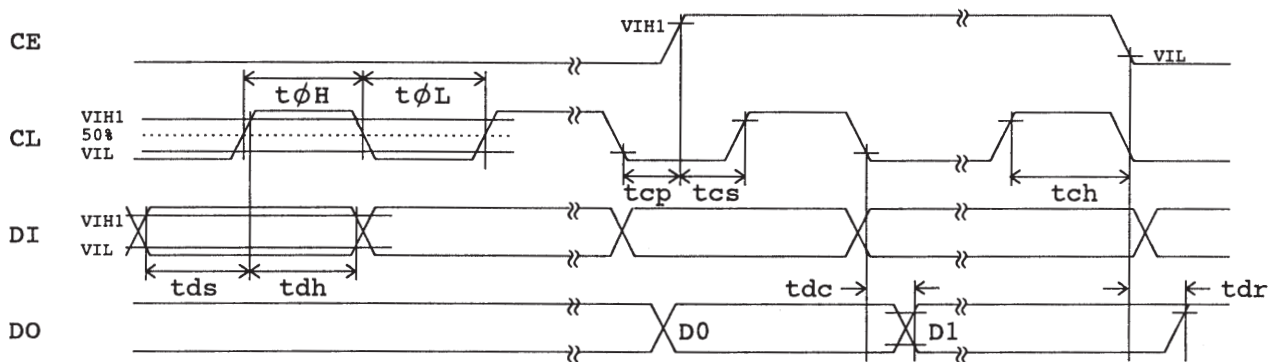 CE
VIH1
VIL
tϕH
tϕL
CL
VIH1
50%
VIL
tcp
tcs
tch
DI
VIH1
VIL
tds
tdh
tdc
tdr
DO
D0
D1